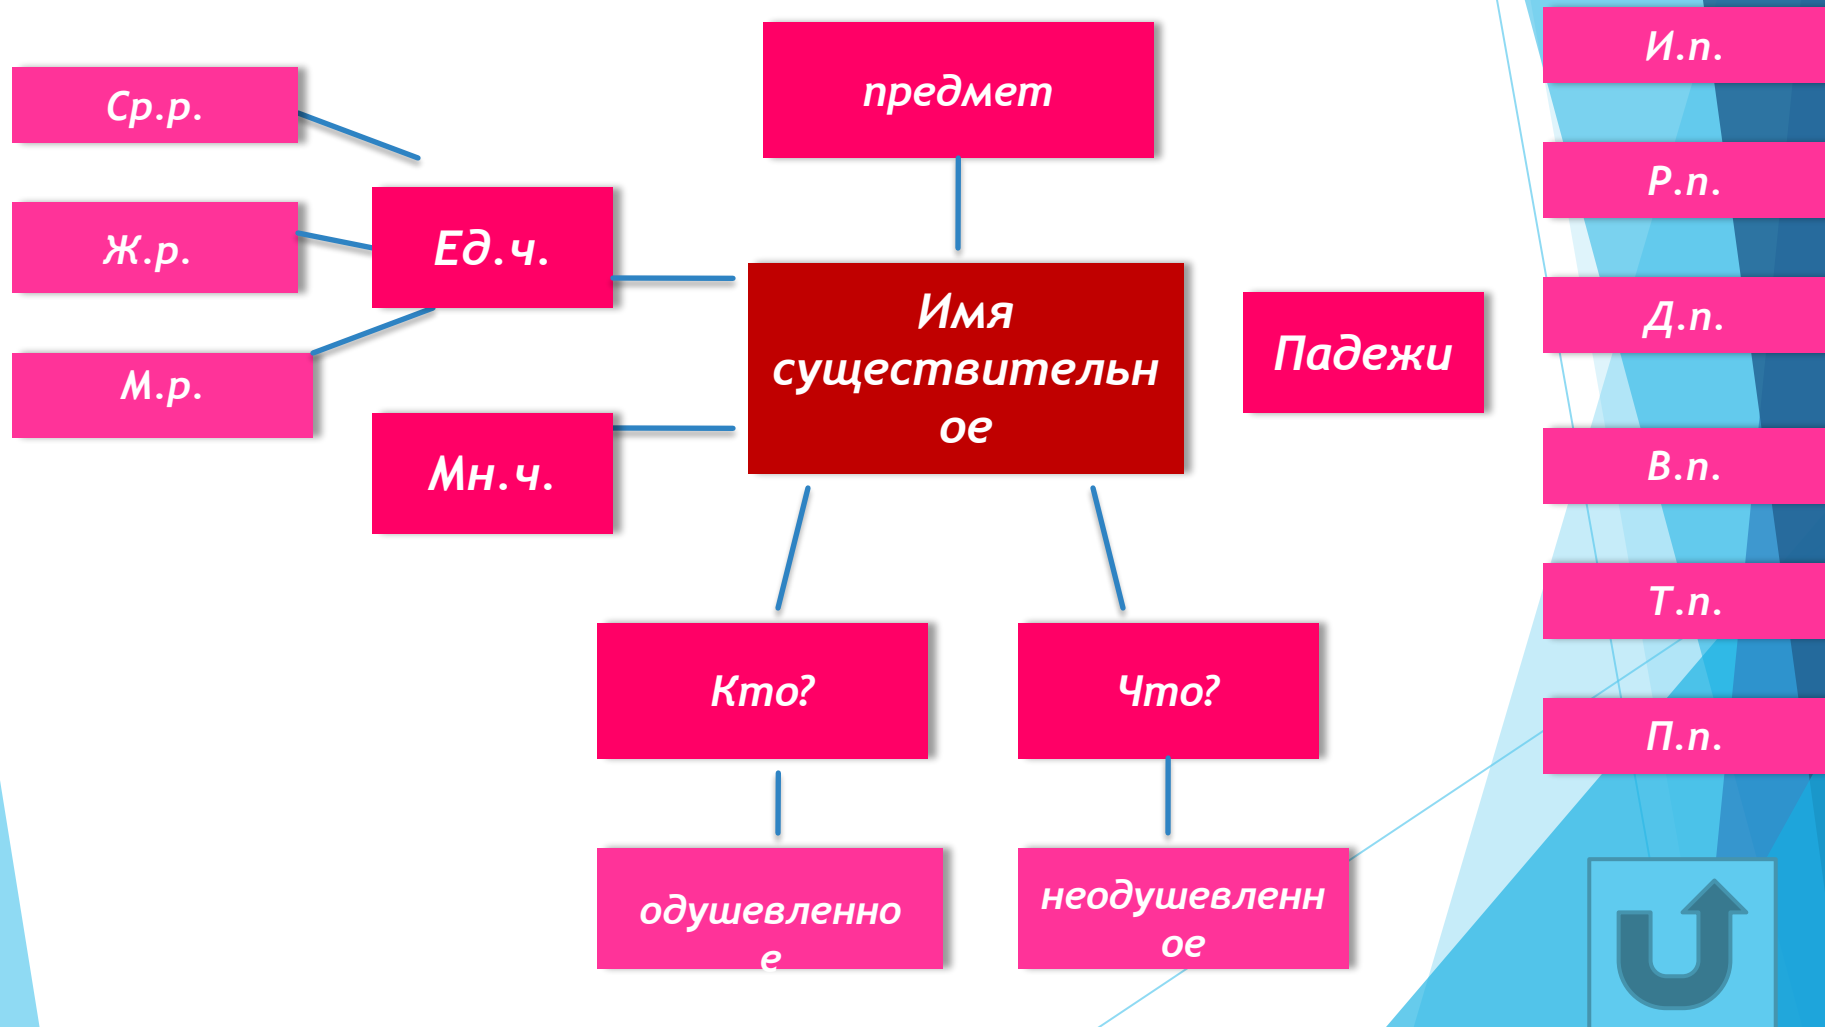 предмет
Ср.р.
Ж.р.
М.р.
Ед.ч.
Мн.ч.
Имя
существительн
ое
Падежи
И.п.
Р.п.
Д.п.
В.п.
Т.п.
П.п.
Кто?
Что?
одушевленно
е
неодушевленн
ое